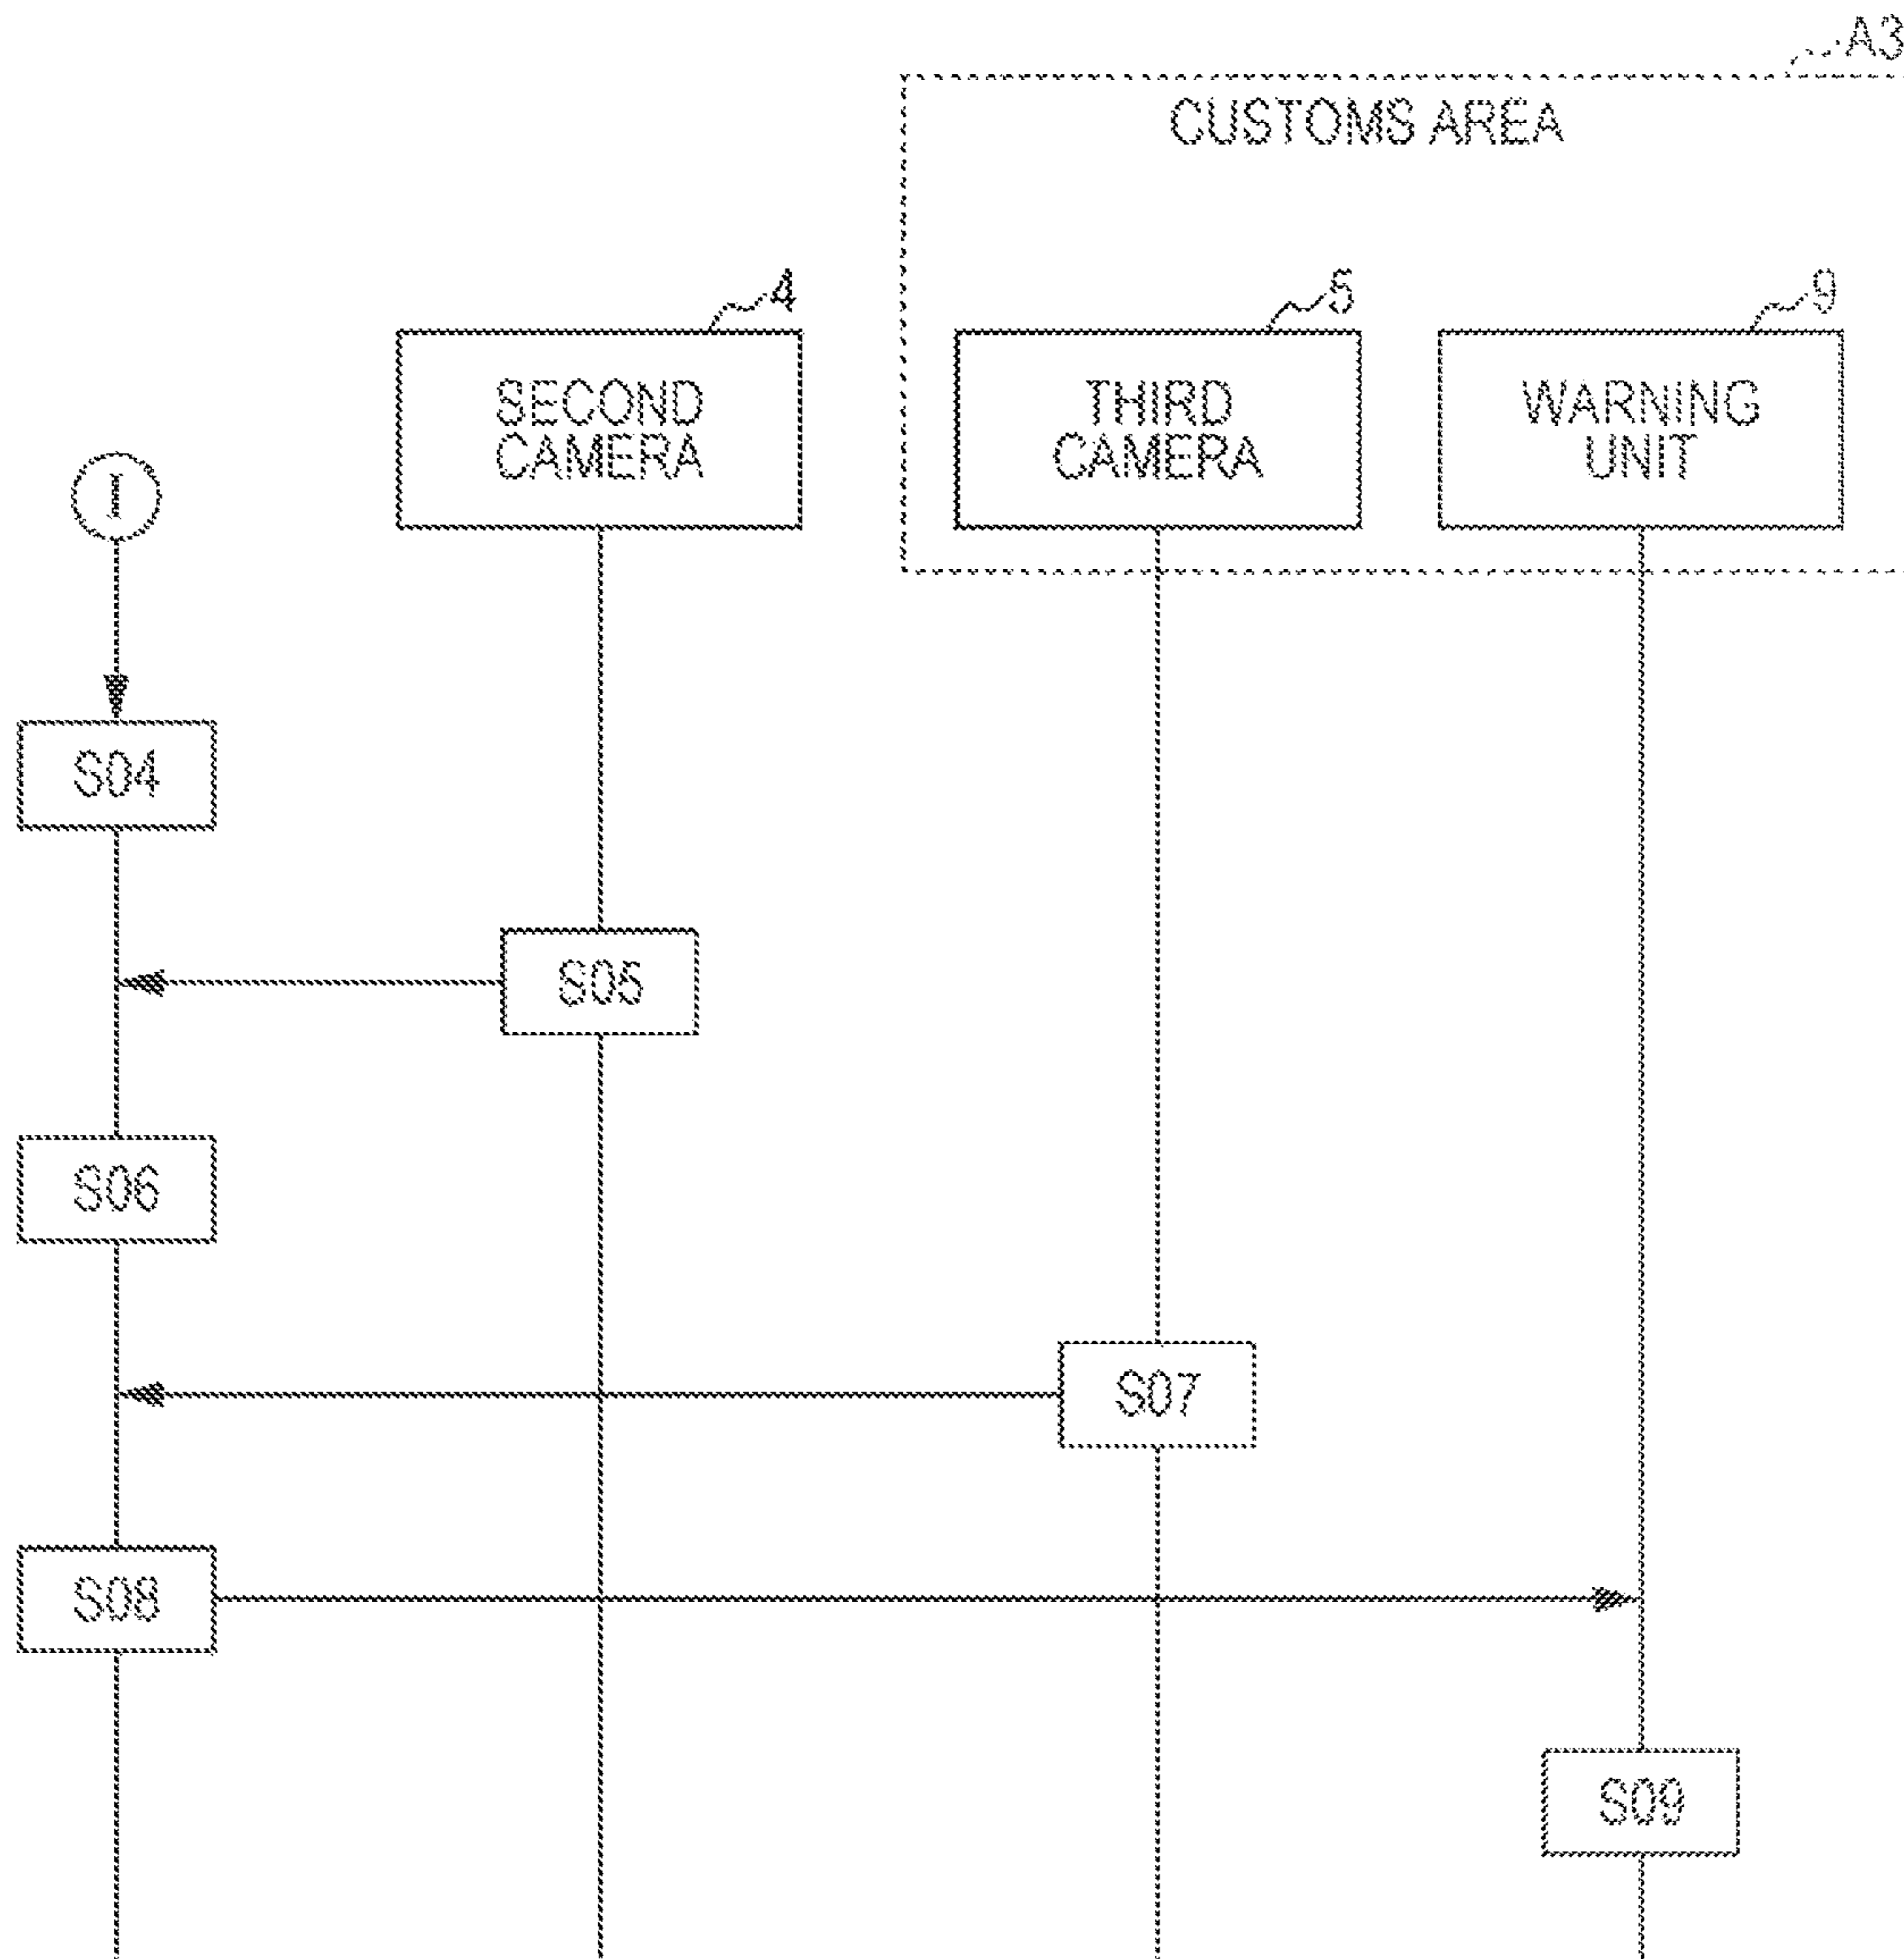 A3
CUSTOMS AREA
4
5
9
SECOND
CAMERA
THIRD
CAMERA
WARNING
UNIT
I
S04
S05
S06
S07
S08
S09